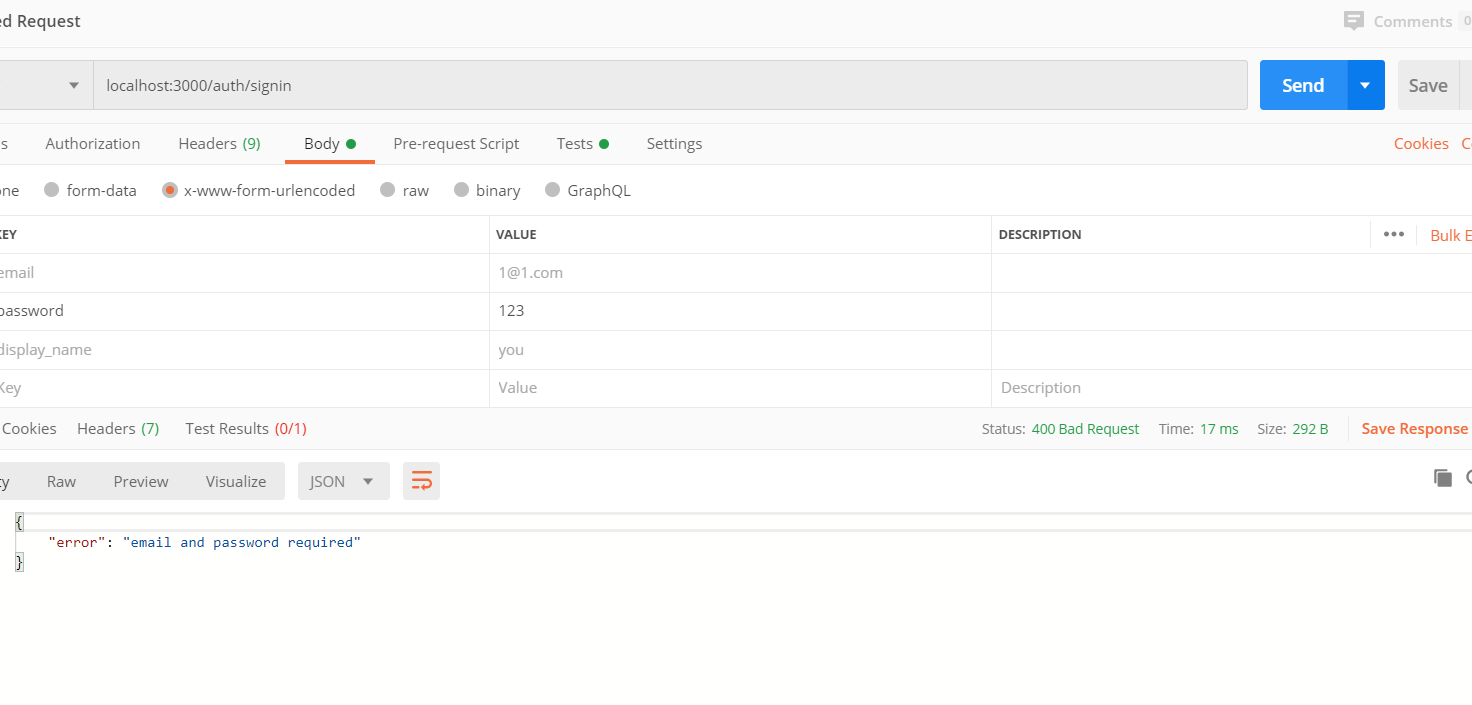 ed Request Comments 0
localhost:3000/auth/signin Send Save
s Authorization Headers (9) Body Pre-request Script Tests Settings Cookies C
one form-data x-www-form-urlencoded raw binary GraphQL
KEY VALUE DESCRIPTION ••• Bulk E
email 1@1.com
password 123
display_name you
Key Value Description
Cookies Headers (7) Test Results (0/1) Status: 400 Bad Request Time: 17 ms Size: 292 B Save Response
ty Raw Preview Visualize JSON
{
"error": "email and password required"
}